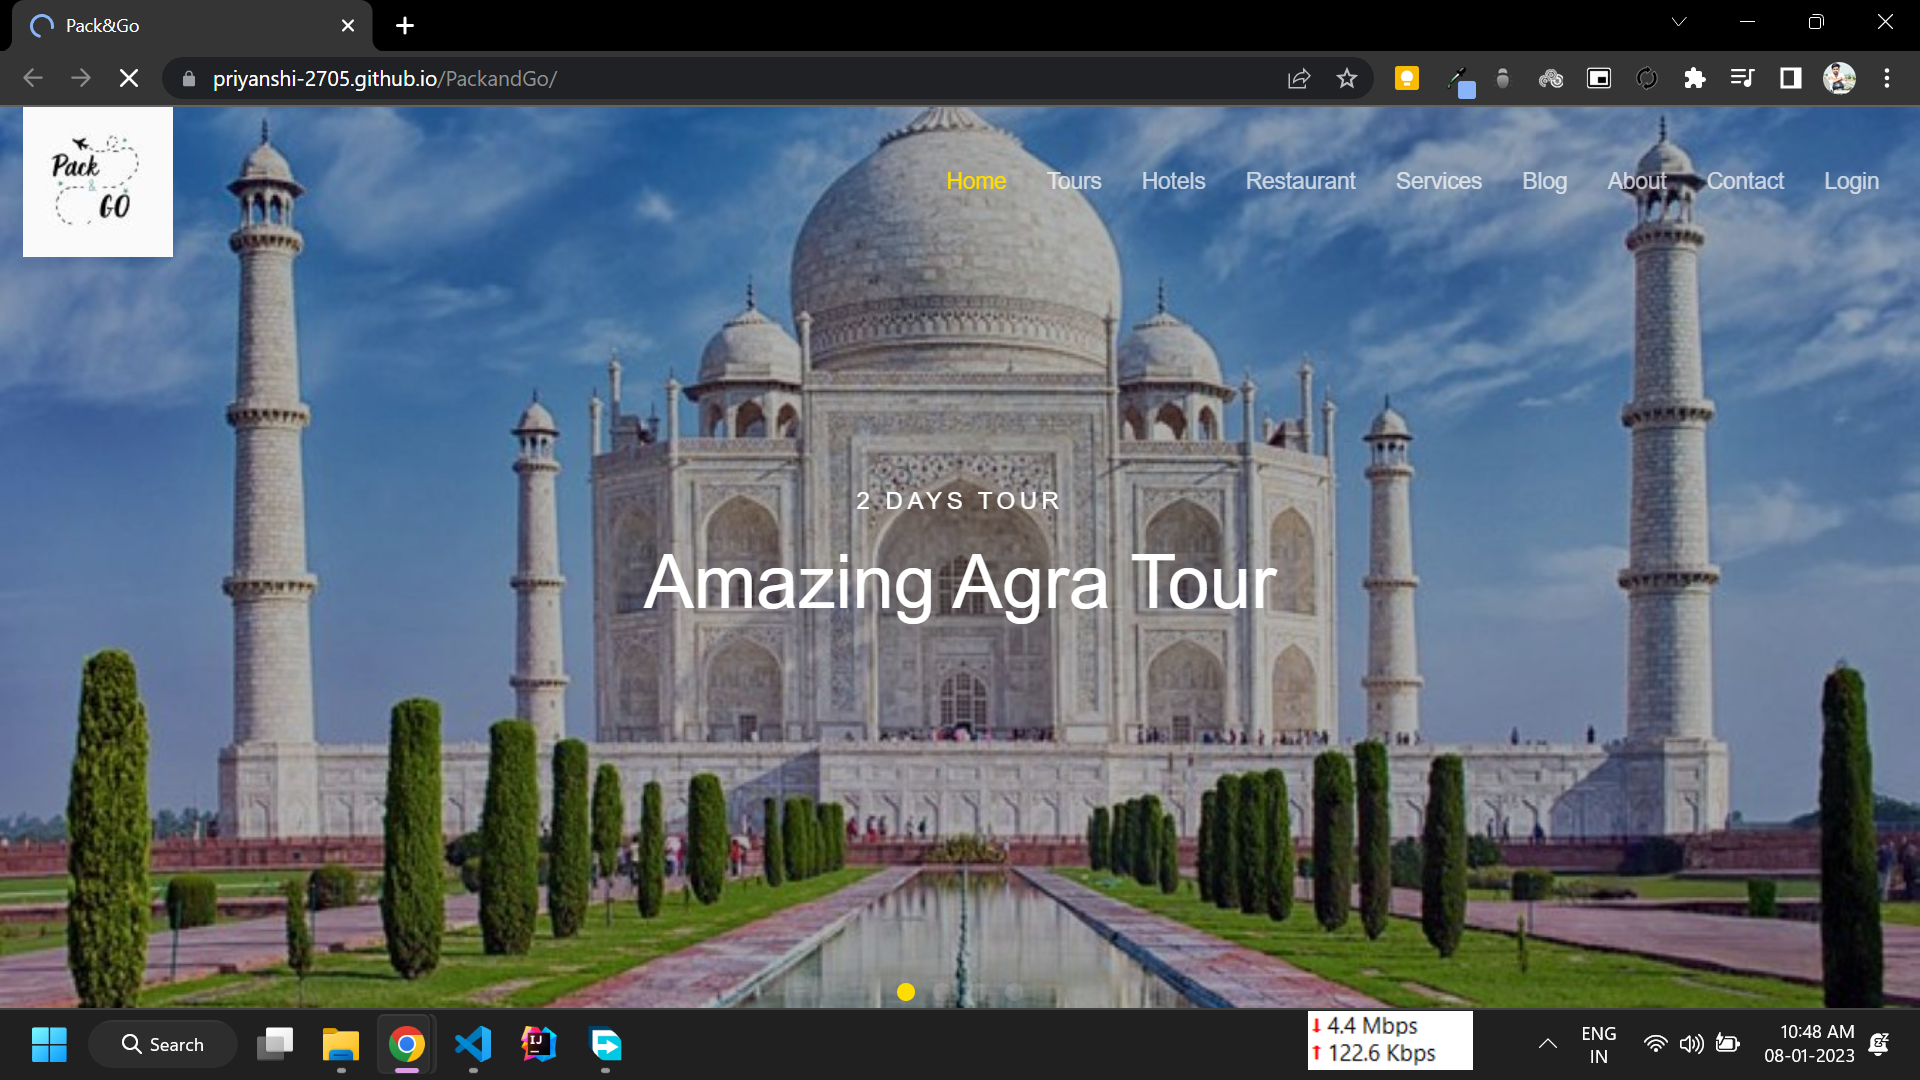 Pack&Go
priyanshi-2705.github.io/PackandGo/
Pack
&
GO
Home Tours Hotels Restaurant Services Blog About Contact Login
2 DAYS TOUR
Amazing Agra Tour
Search
4.4 Mbps
122.6 Kbps
ENG
IN
10:48 AM
08-01-2023
IJ